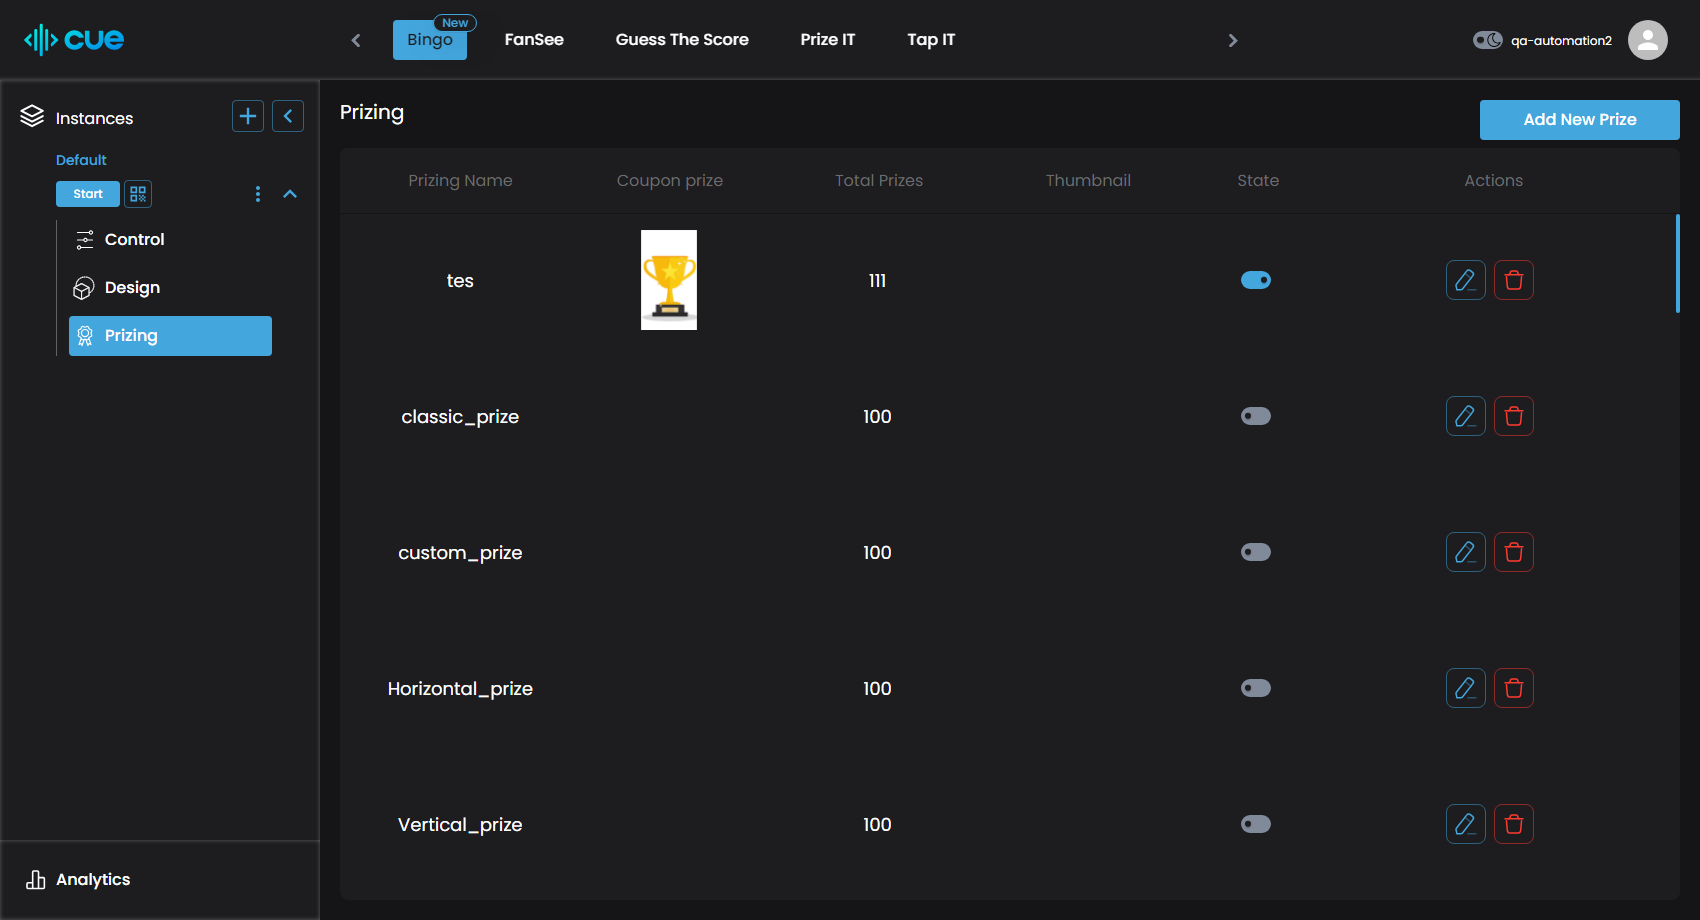 cue
Bingo
New
FanSee
Guess The Score
Prize IT
Tap IT
qa-automation2
Instances
Default
Start
Control
Design
Prizing
Analytics
Prizing
Add New Prize
Prizing Name
Coupon prize
Total Prizes
Thumbnail
State
Actions
tes
111
classic_prize
100
custom_prize
100
Horizontal_prize
100
Vertical_prize
100